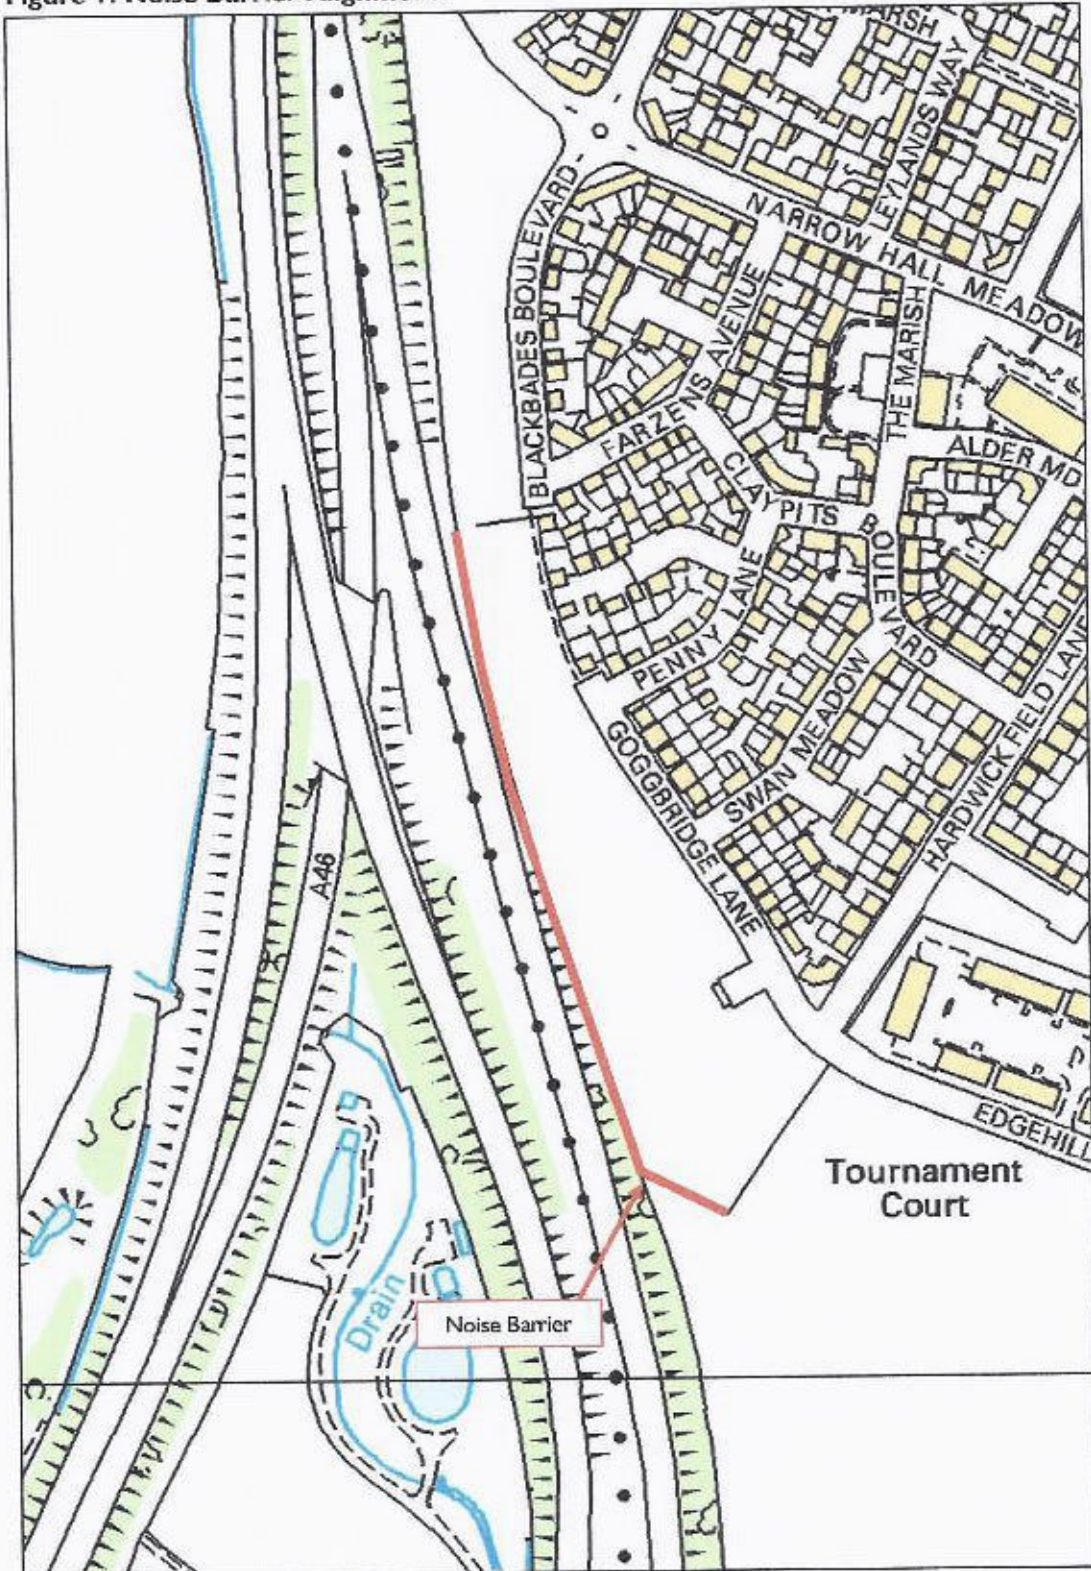 MARSH
LEYLANDS WAY
NARROW HALL MEADOW
BLACKBADES BOULEVARD
FARZENS AVENUE
THE MARISH
ALDER MD
CLAYPITS BOULEVARD
PENNY LANE
SWAN MEADOW
GOGGBRIDGE LANE
HARDWICK FIELD LANE
A46
EDGEHILL
Tournament
Court
Drain
Noise Barrier